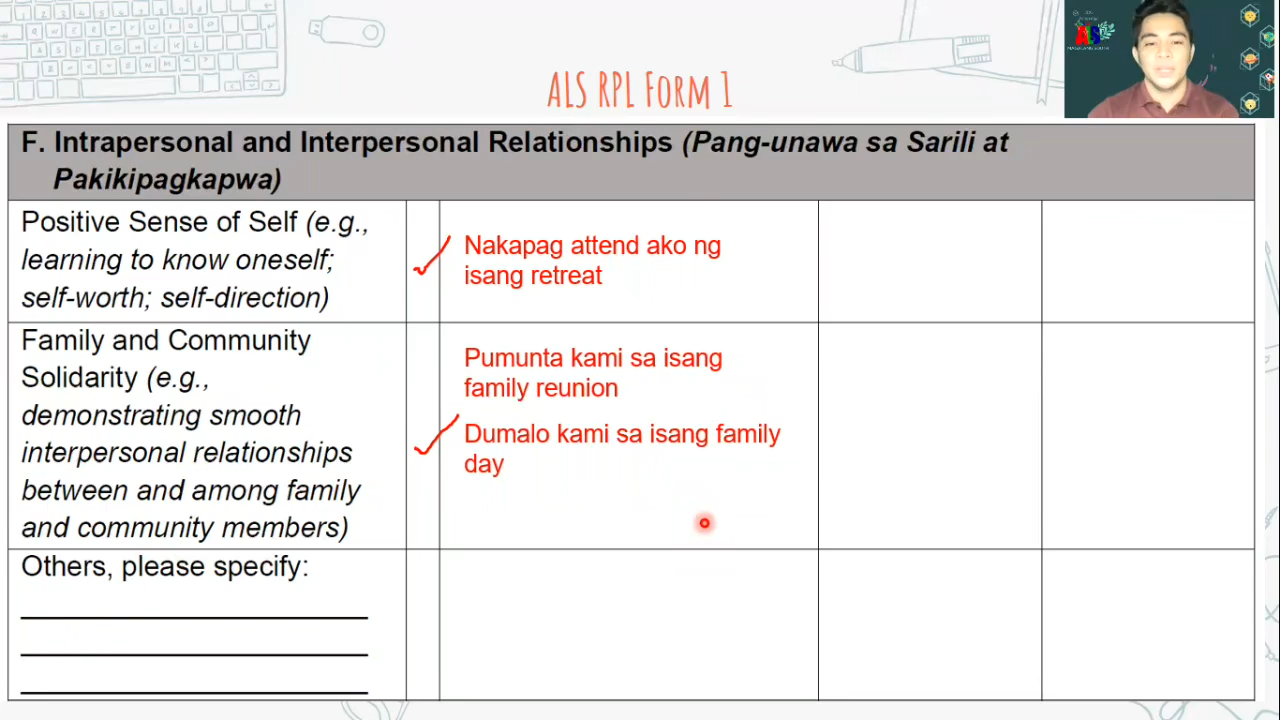 ALS RPL FORM 1
ALS
F. Intrapersonal and Interpersonal Relationships (Pang-unawa sa Sarili at
Pakikipagkapwa)
Positive Sense of Self (e.g.,
learning to know oneself;
self-worth; self-direction)
Nakapag attend ako ng
isang retreat
Family and Community
Solidarity (e.g.,
demonstrating smooth
interpersonal relationships
between and among family
and community members)
Pumunta kami sa isang
family reunion
Dumalo kami sa isang family
day
Others, please specify: